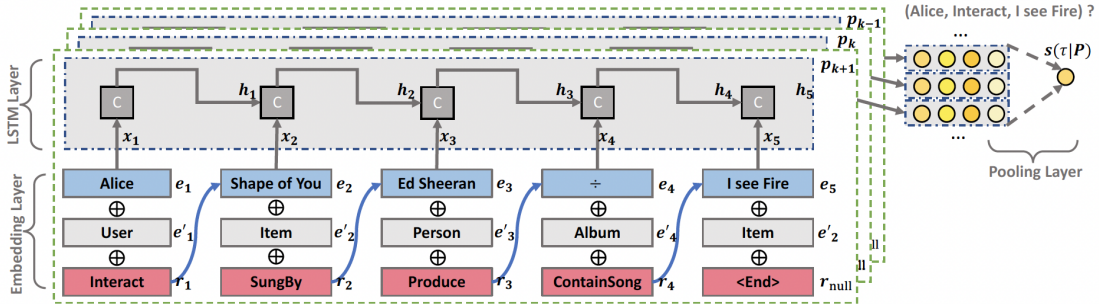 (Alice, Interact, I see Fire) ?
p_{k-1}
p_k
p_{k+1}
...
s(τ|P)
...
Pooling Layer
LSTM Layer
C h_1 C h_2 C h_3 C h_4 C h_5
x_1 x_2 x_3 x_4 x_5
Embedding Layer
Alice e_1 Shape of You e_2 Ed Sheeran e_3 ÷ e_4 I see Fire e_5
⊕ ⊕ ⊕ ⊕ ⊕
User e'_1 Item e'_2 Person e'_3 Album e'_4 Item e'_2
ll
⊕ ⊕ ⊕ ⊕ ⊕
ll
Interact r_1 SungBy r_2 Produce r_3 ContainSong r_4 <End> r_null